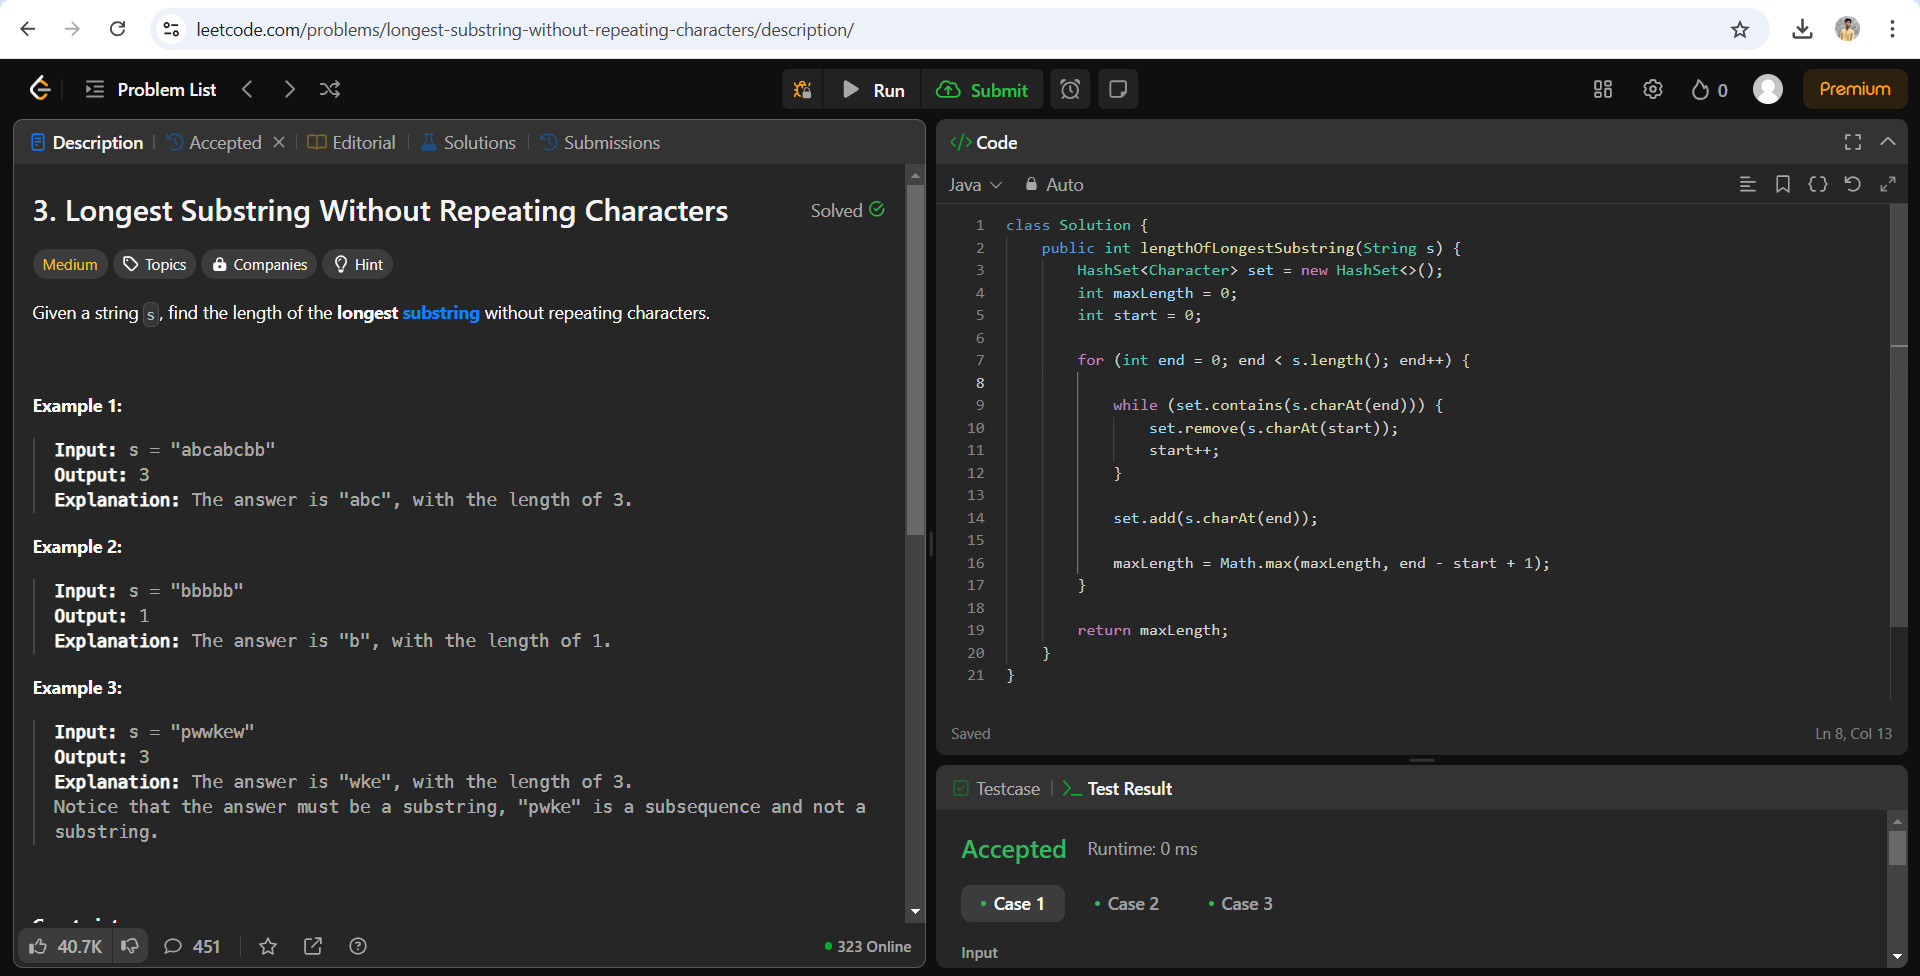 leetcode.com/problems/longest-substring-without-repeating-characters/description/
Problem List
Run
Submit
0
Premium
Description
Accepted
Editorial
Solutions
Submissions
3. Longest Substring Without Repeating Characters
Solved
Medium
Topics
Companies
Hint
Given a string s, find the length of the longest substring without repeating characters.
Example 1:
Input: s = "abcabcbb"
Output: 3
Explanation: The answer is "abc", with the length of 3.
Example 2:
Input: s = "bbbbb"
Output: 1
Explanation: The answer is "b", with the length of 1.
Example 3:
Input: s = "pwwkew"
Output: 3
Explanation: The answer is "wke", with the length of 3.
Notice that the answer must be a substring, "pwke" is a subsequence and not a
substring.
40.7K
451
323 Online
</> Code
Java
Auto
1 class Solution {
2     public int lengthOfLongestSubstring(String s) {
3         HashSet<Character> set = new HashSet<>();
4         int maxLength = 0;
5         int start = 0;
6
7         for (int end = 0; end < s.length(); end++) {
8
9             while (set.contains(s.charAt(end))) {
10                 set.remove(s.charAt(start));
11                 start++;
12             }
13
14             set.add(s.charAt(end));
15
16             maxLength = Math.max(maxLength, end - start + 1);
17         }
18
19         return maxLength;
20     }
21 }
Saved
Ln 8, Col 13
Testcase
Test Result
Accepted
Runtime: 0 ms
Case 1
Case 2
Case 3
Input